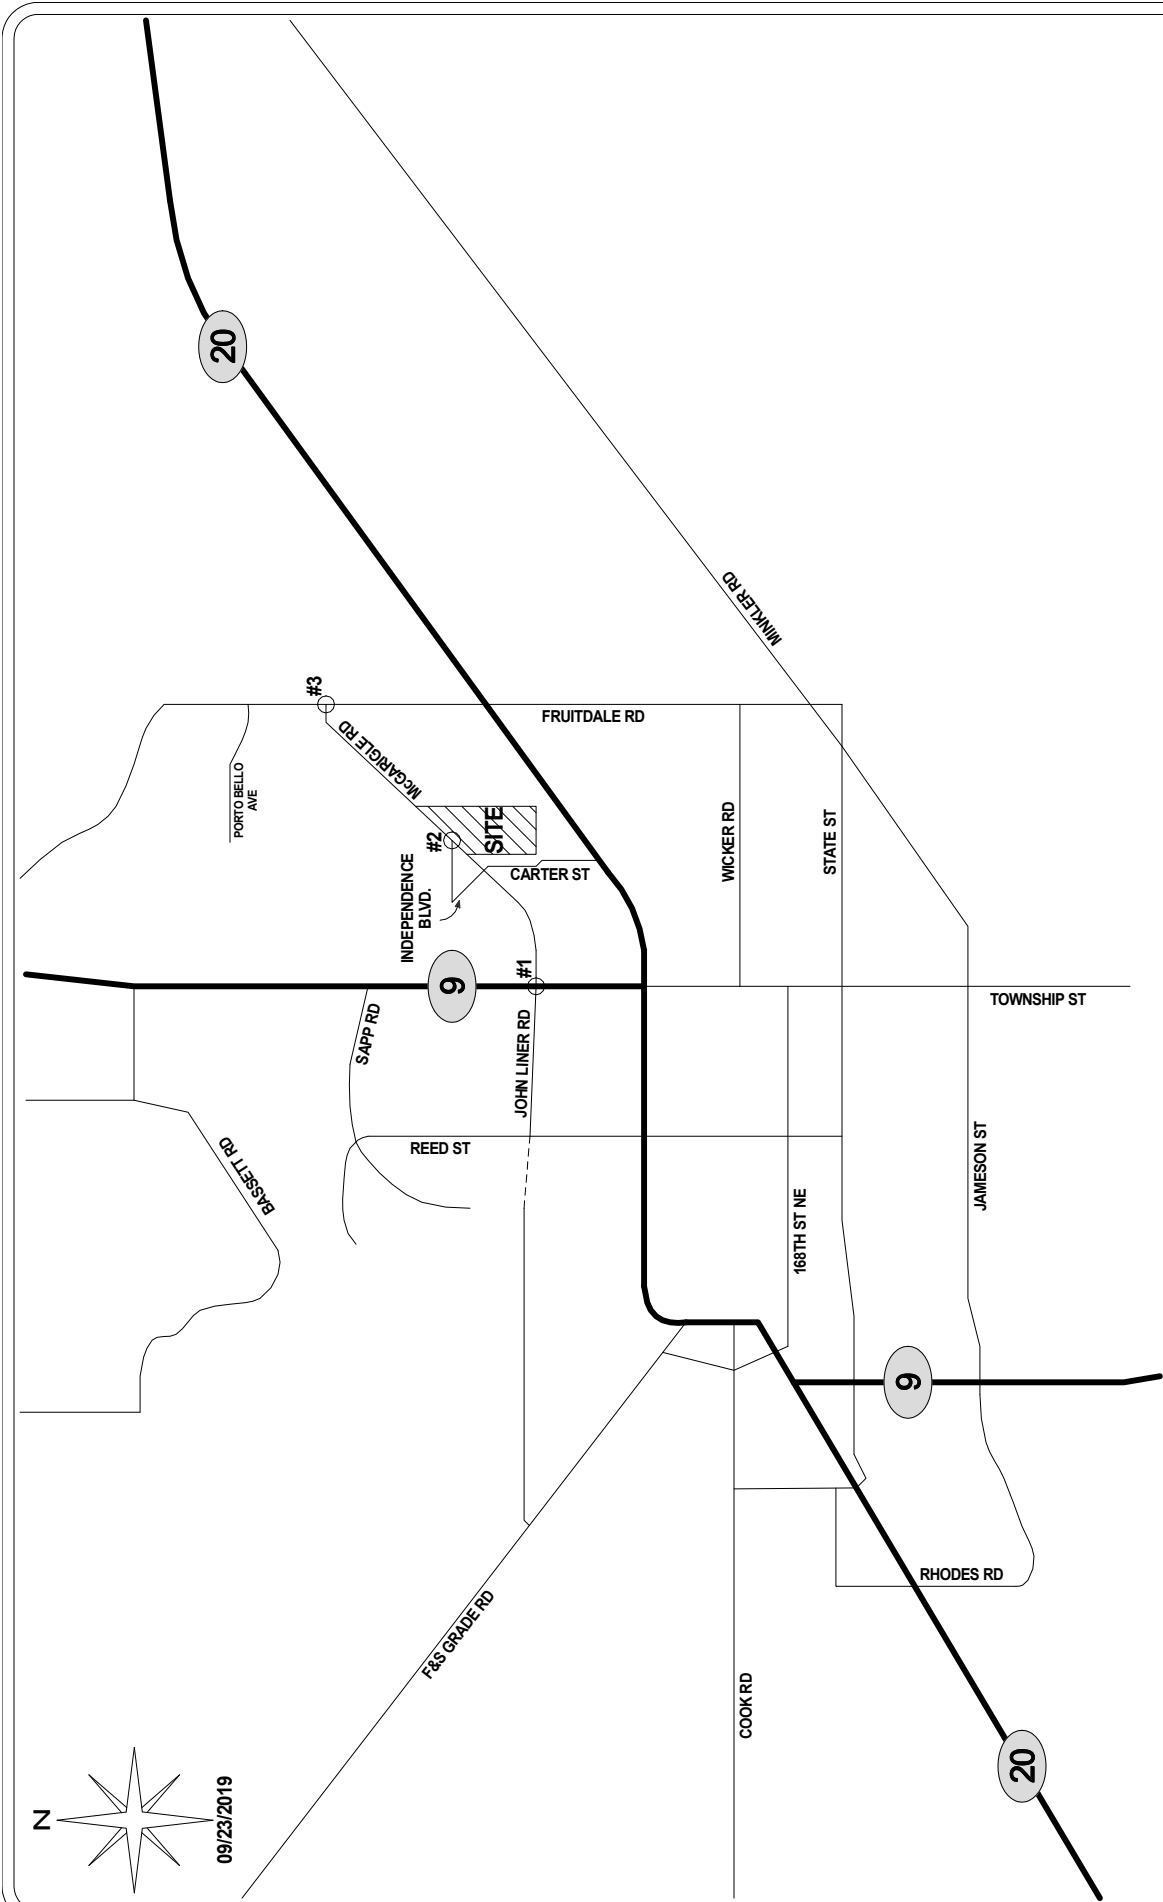 20
MINKLER RD
#3
FRUITDALE RD
McGARIGLE RD
PORTO BELLO
AVE
SITE
#2
WICKER RD
STATE ST
CARTER ST
INDEPENDENCE
BLVD.
9
#1
TOWNSHIP ST
SAPP RD
JOHN LINER RD
REED ST
BASSETT RD
JAMESON ST
168TH ST NE
9
RHODES RD
F&S GRADE RD
COOK RD
20
N
09/23/2019